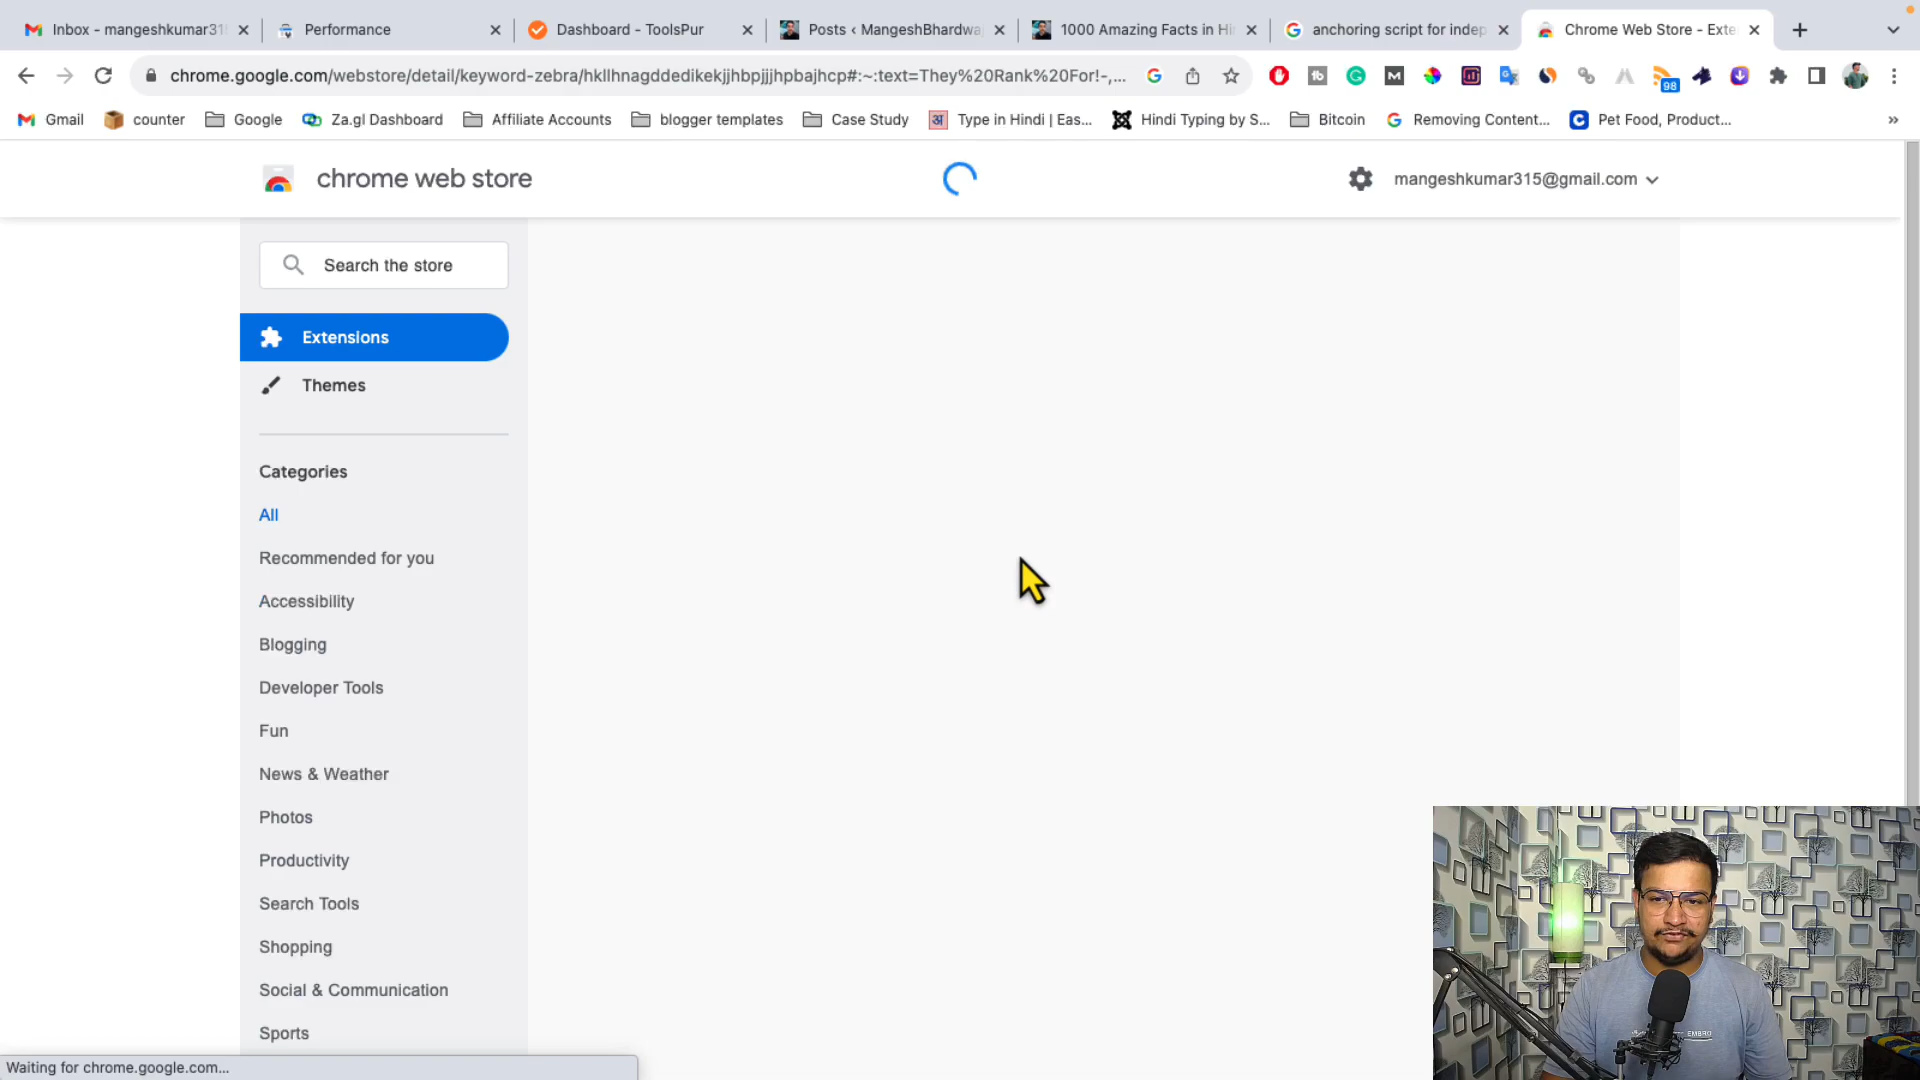 Inbox - mangeshkumar31
Performance
Dashboard - ToolsPur
Posts ‹ MangeshBhardwa
1000 Amazing Facts in Hi
anchoring script for indep
Chrome Web Store - Exte
chrome.google.com/webstore/detail/keyword-zebra/hkllhnagddedikekjjhbpjjjhpbajhcp#:~:text=They%20Rank%20For!-,...
98
Gmail
counter
Google
Za.gl Dashboard
Affiliate Accounts
blogger templates
Case Study
Type in Hindi | Eas...
Hindi Typing by S...
Bitcoin
Removing Content...
Pet Food, Product...
»
chrome web store
mangeshkumar315@gmail.com
Search the store
Extensions
Themes
Categories
All
Recommended for you
Accessibility
Blogging
Developer Tools
Fun
News & Weather
Photos
Productivity
Search Tools
Shopping
Social & Communication
Sports
Waiting for chrome.google.com...